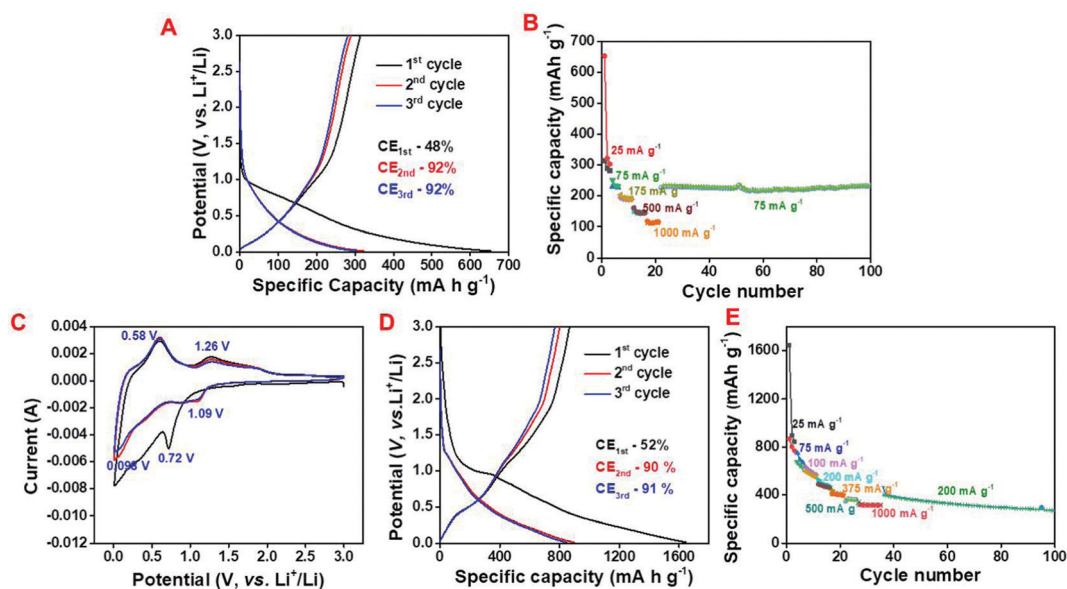 A
Potential (V, vs. Li⁺/Li)
3.0
2.5
2.0
1.5
1.0
0.5
0.0
1st cycle
2nd cycle
3rd cycle
CE1st - 48%
CE2nd - 92%
CE3rd - 92%
0 100 200 300 400 500 600 700
Specific Capacity (mA h g⁻¹)
B
Specific capacity (mAh g⁻¹)
700
600
500
400
300
200
100
0
25 mA g⁻¹
75 mA g⁻¹
175 mA g⁻¹
500 mA g⁻¹
1000 mA g⁻¹
75 mA g⁻¹
0 20 40 60 80 100
Cycle number
C
Current (A)
0.004
0.002
0.000
-0.002
-0.004
-0.006
-0.008
-0.010
-0.012
0.58 V
1.26 V
1.09 V
0.093 V
0.72 V
0.0 0.5 1.0 1.5 2.0 2.5 3.0
Potential (V, vs. Li⁺/Li)
D
Potential (V, vs.Li⁺/Li)
3.0
2.5
2.0
1.5
1.0
0.5
0.0
1st cycle
2nd cycle
3rd cycle
CE1st - 52%
CE2nd - 90 %
CE3rd - 91 %
0 400 800 1200 1600
Specific capacity (mA h g⁻¹)
E
Specific capacity (mAh g⁻¹)
1600
1200
800
400
0
25 mA g⁻¹
75 mA g⁻¹
100 mA g⁻¹
200 mA g⁻¹
375 mA g⁻¹
500 mA g
1000 mA g⁻¹
200 mA g⁻¹
0 20 40 60 80 100
Cycle number